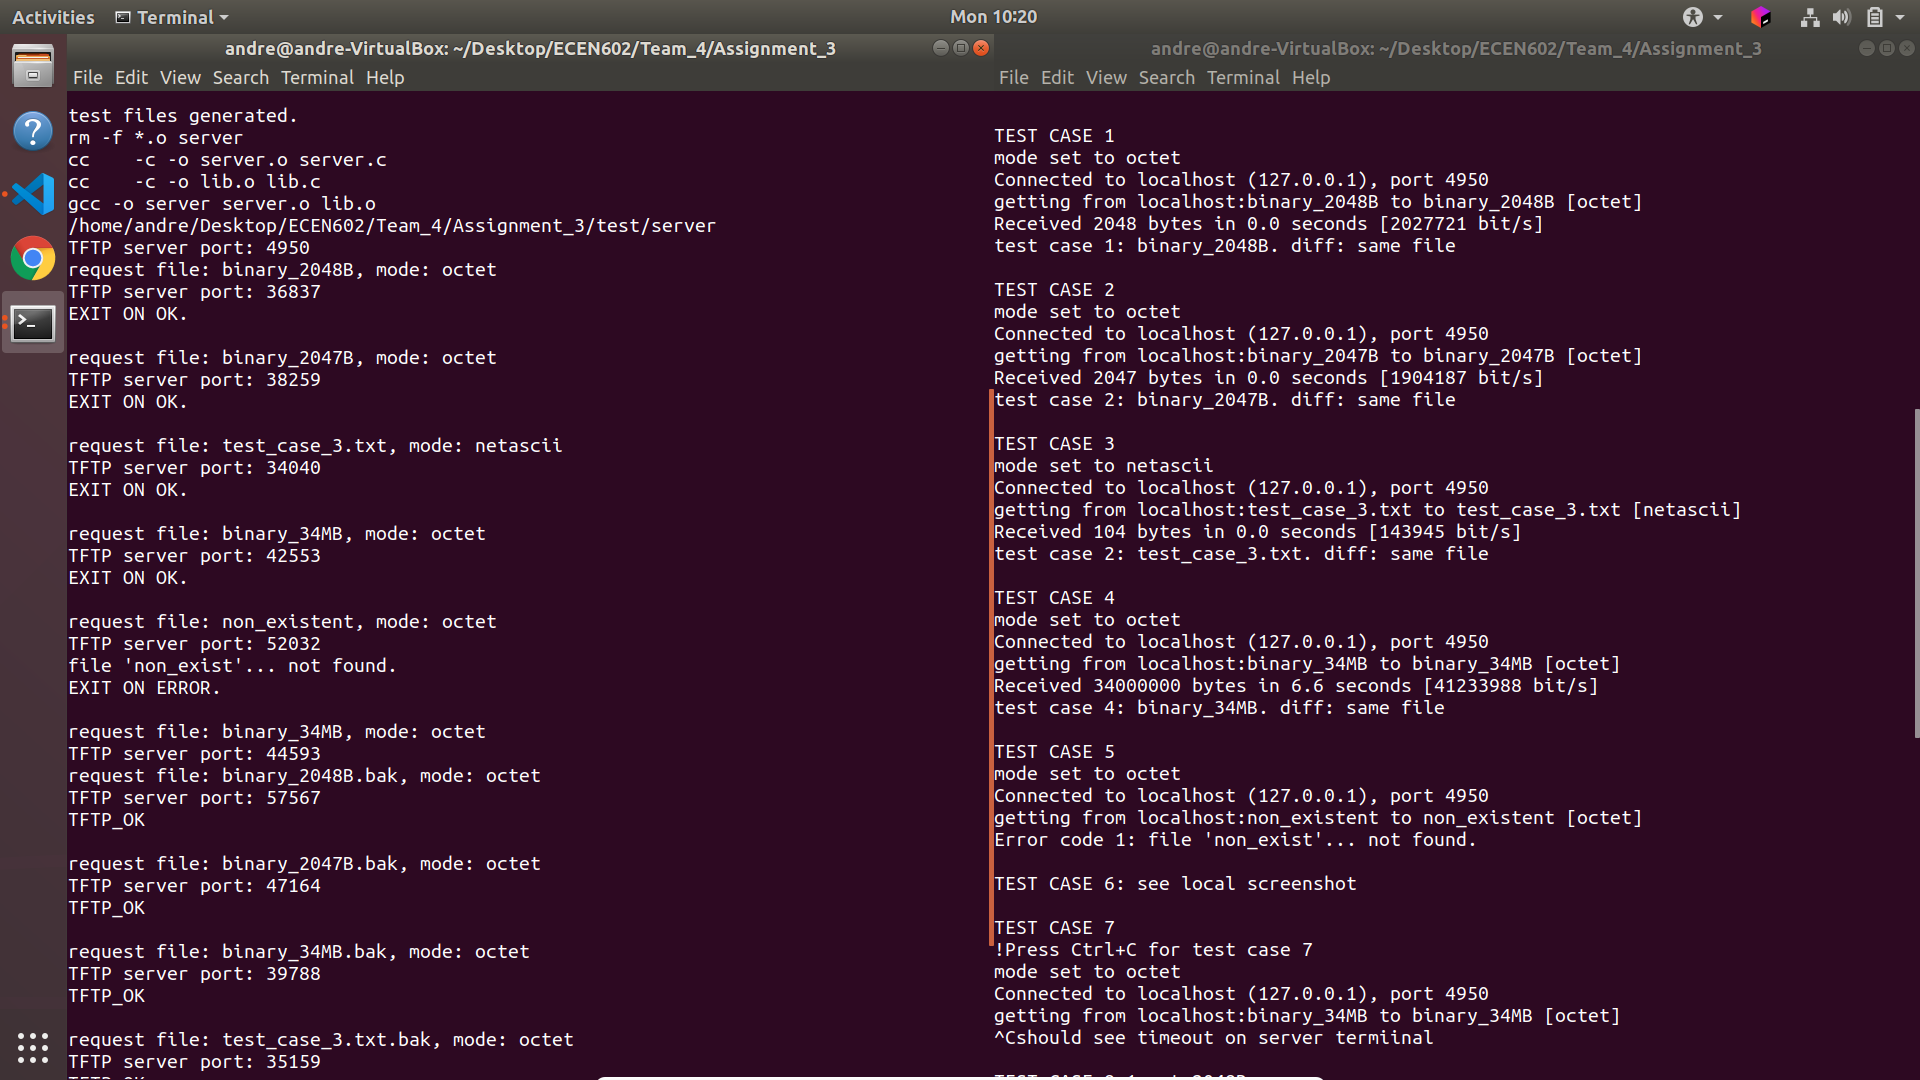 Activities Terminal Mon 10:20
andre@andre-VirtualBox: ~/Desktop/ECEN602/Team_4/Assignment_3
File Edit View Search Terminal Help
test files generated.
rm -f *.o server
cc    -c -o server.o server.c
cc    -c -o lib.o lib.c
gcc -o server server.o lib.o
/home/andre/Desktop/ECEN602/Team_4/Assignment_3/test/server
TFTP server port: 4950
request file: binary_2048B, mode: octet
TFTP server port: 36837
EXIT ON OK.
request file: binary_2047B, mode: octet
TFTP server port: 38259
EXIT ON OK.
request file: test_case_3.txt, mode: netascii
TFTP server port: 34040
EXIT ON OK.
request file: binary_34MB, mode: octet
TFTP server port: 42553
EXIT ON OK.
request file: non_existent, mode: octet
TFTP server port: 52032
file 'non_exist'... not found.
EXIT ON ERROR.
request file: binary_34MB, mode: octet
TFTP server port: 44593
request file: binary_2048B.bak, mode: octet
TFTP server port: 57567
TFTP_OK
request file: binary_2047B.bak, mode: octet
TFTP server port: 47164
TFTP_OK
request file: binary_34MB.bak, mode: octet
TFTP server port: 39788
TFTP_OK
request file: test_case_3.txt.bak, mode: octet
TFTP server port: 35159
andre@andre-VirtualBox: ~/Desktop/ECEN602/Team_4/Assignment_3
File Edit View Search Terminal Help
TEST CASE 1
mode set to octet
Connected to localhost (127.0.0.1), port 4950
getting from localhost:binary_2048B to binary_2048B [octet]
Received 2048 bytes in 0.0 seconds [2027721 bit/s]
test case 1: binary_2048B. diff: same file
TEST CASE 2
mode set to octet
Connected to localhost (127.0.0.1), port 4950
getting from localhost:binary_2047B to binary_2047B [octet]
Received 2047 bytes in 0.0 seconds [1904187 bit/s]
test case 2: binary_2047B. diff: same file
TEST CASE 3
mode set to netascii
Connected to localhost (127.0.0.1), port 4950
getting from localhost:test_case_3.txt to test_case_3.txt [netascii]
Received 104 bytes in 0.0 seconds [143945 bit/s]
test case 2: test_case_3.txt. diff: same file
TEST CASE 4
mode set to octet
Connected to localhost (127.0.0.1), port 4950
getting from localhost:binary_34MB to binary_34MB [octet]
Received 34000000 bytes in 6.6 seconds [41233988 bit/s]
test case 4: binary_34MB. diff: same file
TEST CASE 5
mode set to octet
Connected to localhost (127.0.0.1), port 4950
getting from localhost:non_existent to non_existent [octet]
Error code 1: file 'non_exist'... not found.
TEST CASE 6: see local screenshot
TEST CASE 7
!Press Ctrl+C for test case 7
mode set to octet
Connected to localhost (127.0.0.1), port 4950
getting from localhost:binary_34MB to binary_34MB [octet]
^Cshould see timeout on server termiinal